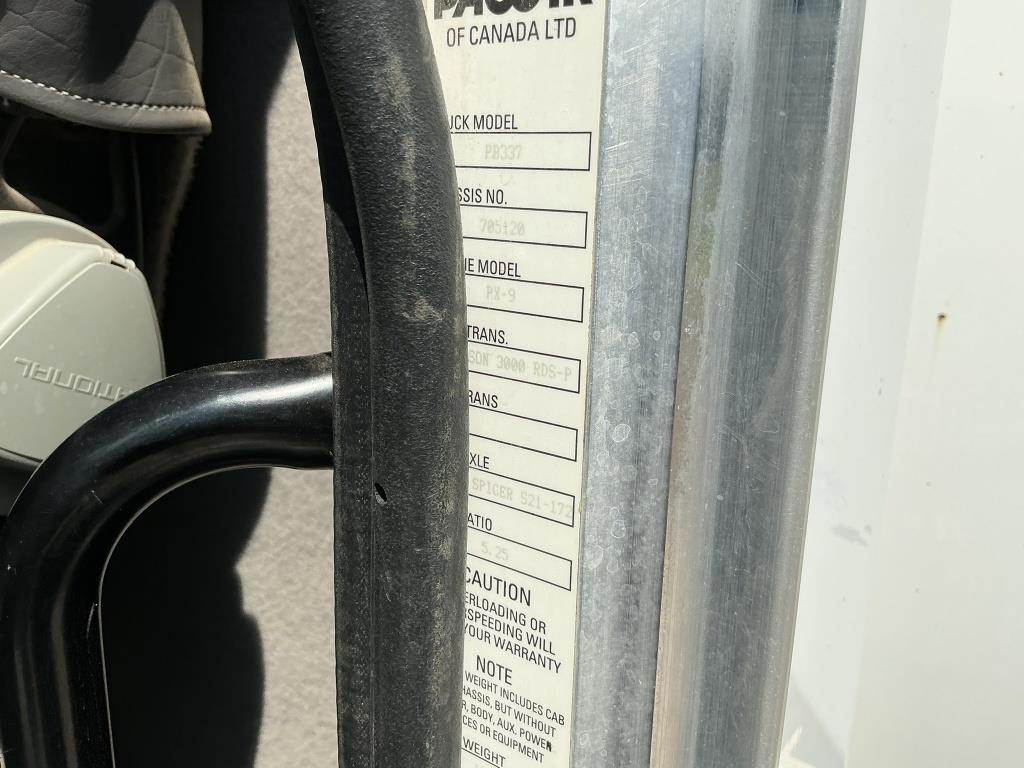 OF CANADA LTD
UCK MODEL
PB337
SSIS NO.
705120
NE MODEL
PX-9
TRANS.
SON 3000 RDS-P
RANS
XLE
SPICER S21-172
ATIO
5.25
CAUTION
ERLOADING OR
RSPEEDING WILL
YOUR WARRANTY
NOTE
WEIGHT INCLUDES CAB
HASSIS, BUT WITHOUT
R, BODY, AUX. POWER
CES OR EQUIPMENT
WEIGHT
ATIONAL